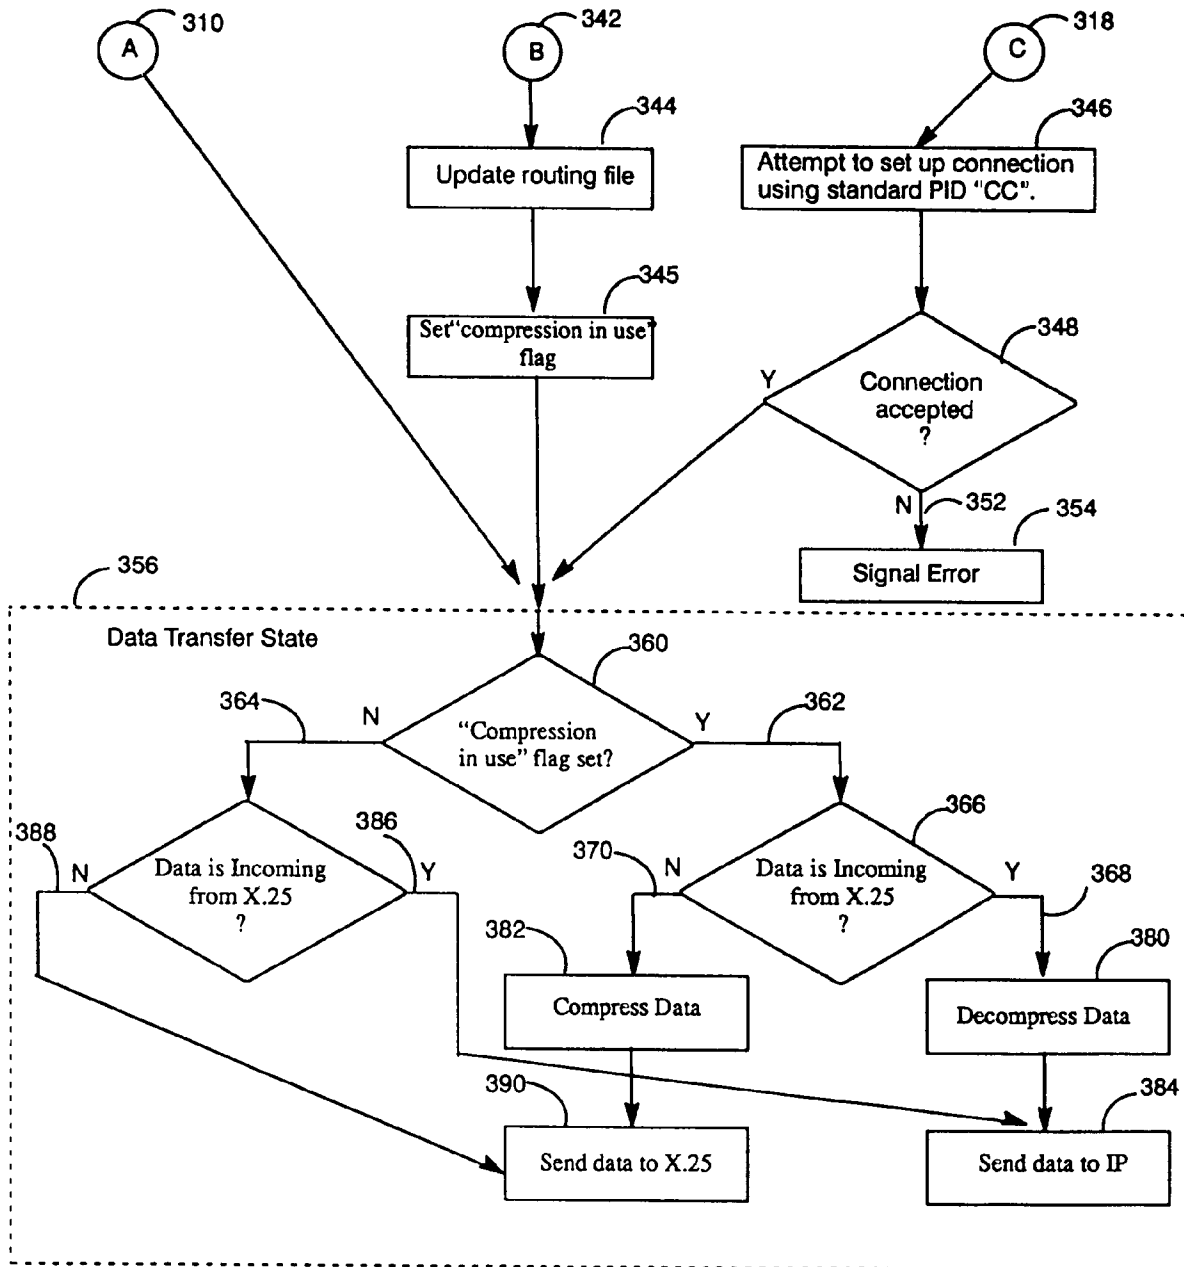 A
310
B
342
C
318
344
Update routing file
346
Attempt to set up connection
using standard PID "CC".
345
Set"compression in use"
flag
348
Connection
accepted
?
Y
N
352
354
Signal Error
356
Data Transfer State
360
"Compression
in use" flag set?
364
N
Y
362
388
N
Data is Incoming
from X.25
?
386
Y
370
N
Data is Incoming
from X.25
?
366
Y
368
382
Compress Data
380
Decompress Data
390
Send data to X.25
384
Send data to IP